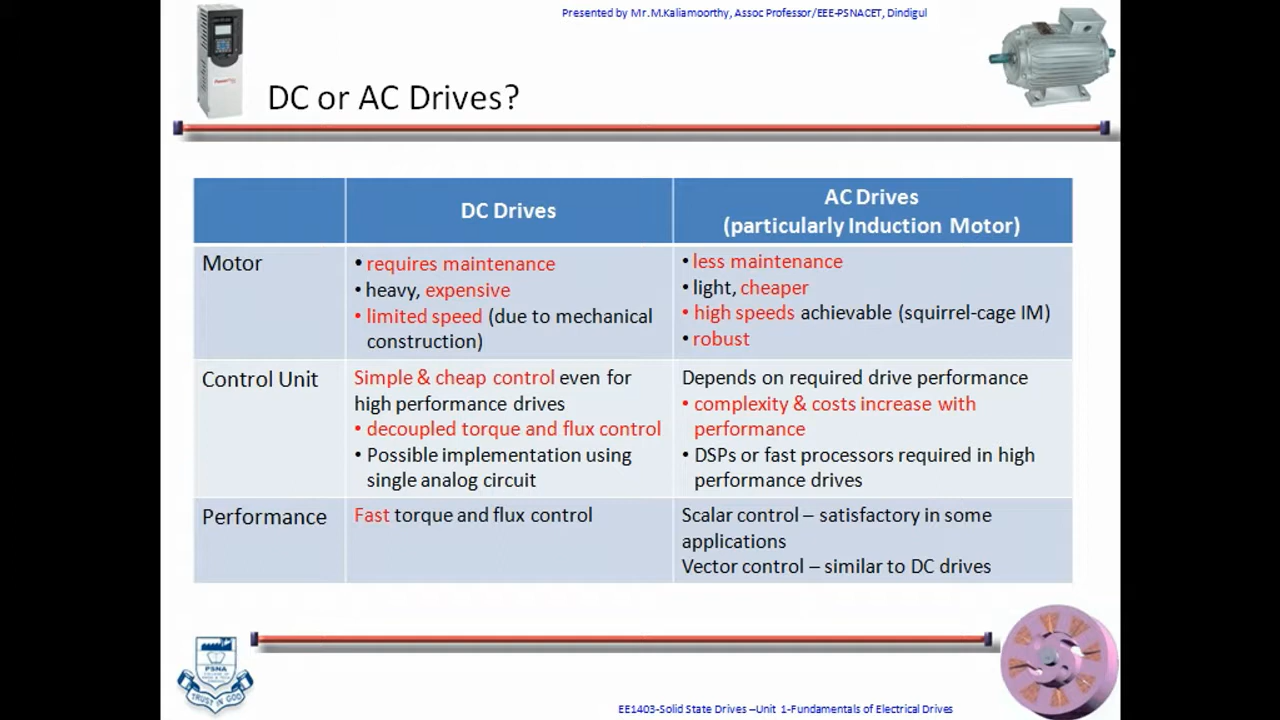 Presented by Mr.M.Kaliamoorthy, Assoc Professor/EEE-PSNACET, Dindigul
DC or AC Drives?
DC Drives
AC Drives
(particularly Induction Motor)
Motor
• requires maintenance
• heavy, expensive
• limited speed (due to mechanical
construction)
• less maintenance
• light, cheaper
• high speeds achievable (squirrel-cage IM)
• robust
Control Unit
Simple & cheap control even for
high performance drives
• decoupled torque and flux control
• Possible implementation using
single analog circuit
Depends on required drive performance
• complexity & costs increase with
performance
• DSPs or fast processors required in high
performance drives
Performance
Fast torque and flux control
Scalar control – satisfactory in some
applications
Vector control – similar to DC drives
PSNA
TRUST IN GOD
EE1403-Solid State Drives –Unit 1-Fundamentals of Electrical Drives